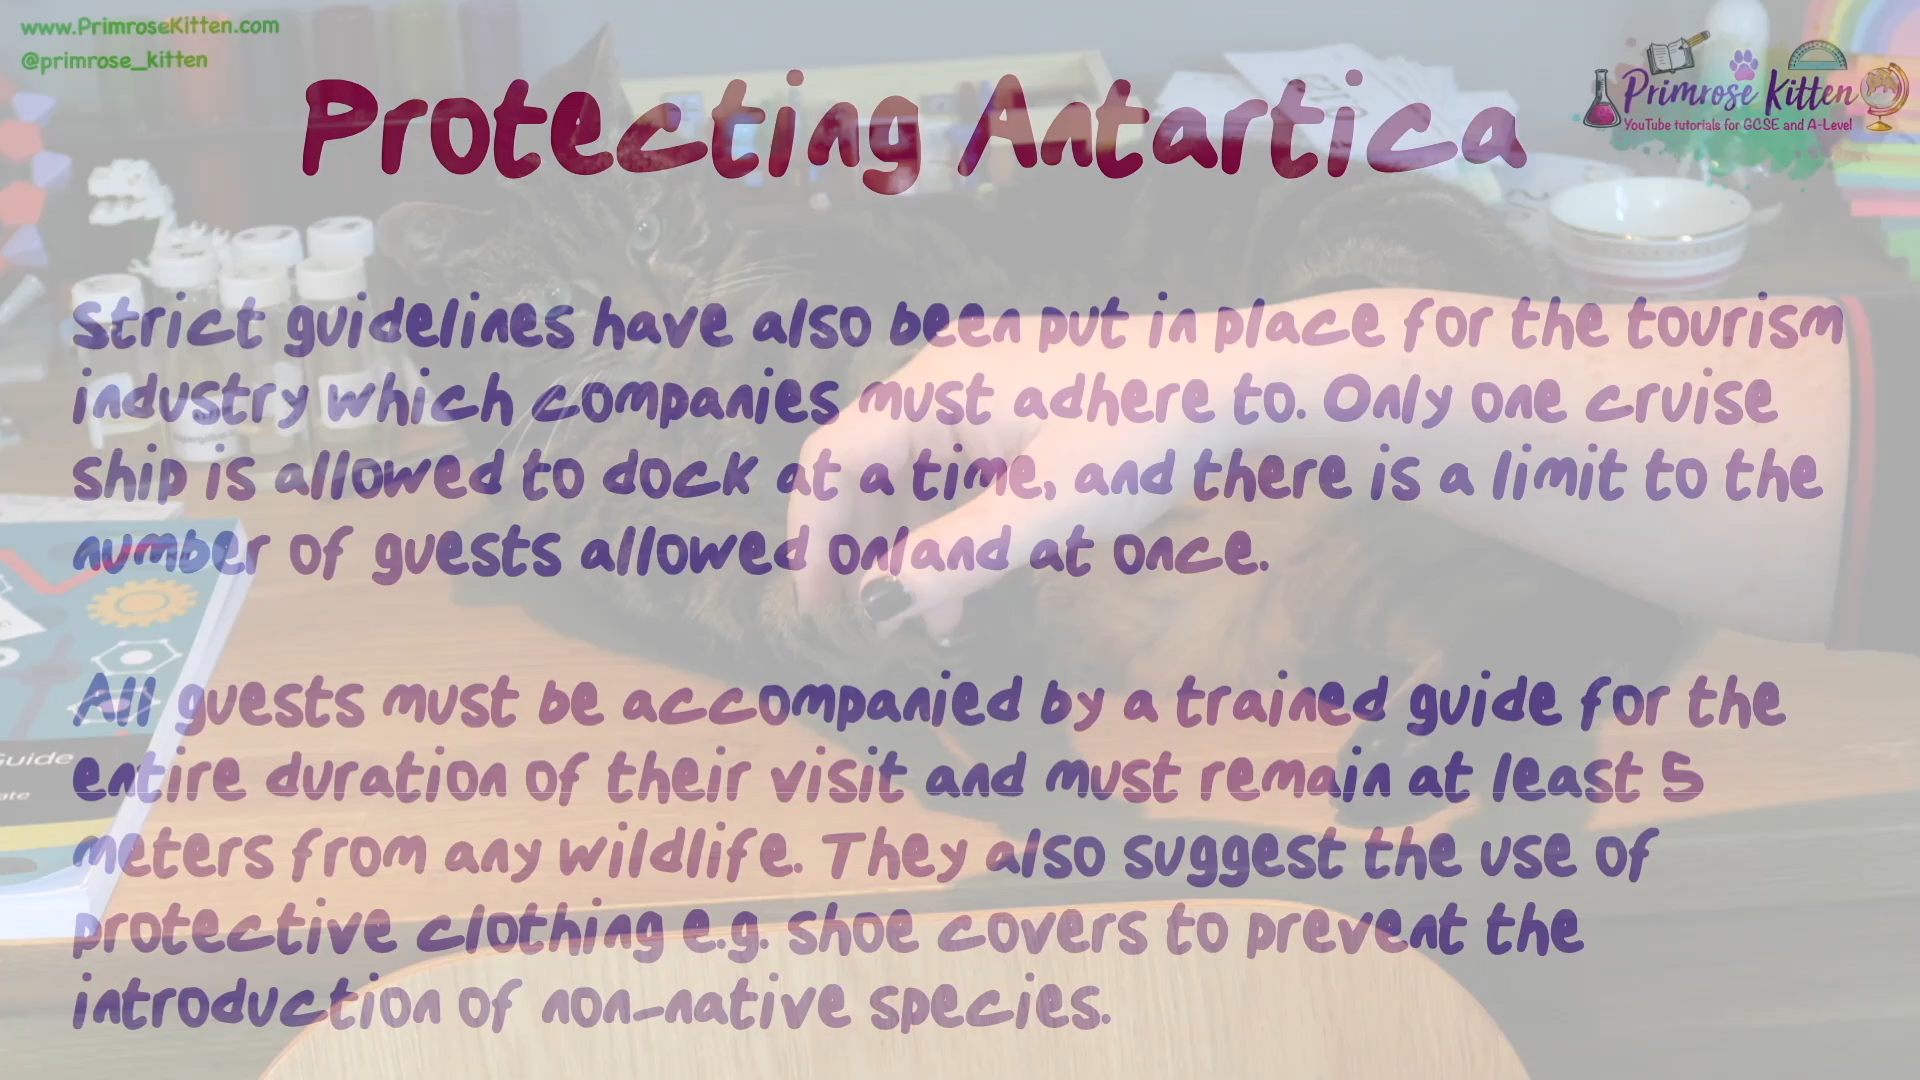 www.PrimroseKitten.com
@primrose_kitten
Primrose Kitten
YouTube tutorials for GCSE and A-Level
Protecting Antartica
Strict guidelines have also been put in place for the tourism
industry which companies must adhere to. Only one cruise
ship is allowed to dock at a time, and there is a limit to the
number of guests allowed onland at once.
All guests must be accompanied by a trained guide for the
entire duration of their visit and must remain at least 5
meters from any wildlife. They also suggest the use of
protective clothing e.g. shoe covers to prevent the
introduction of non-native species.
Guide